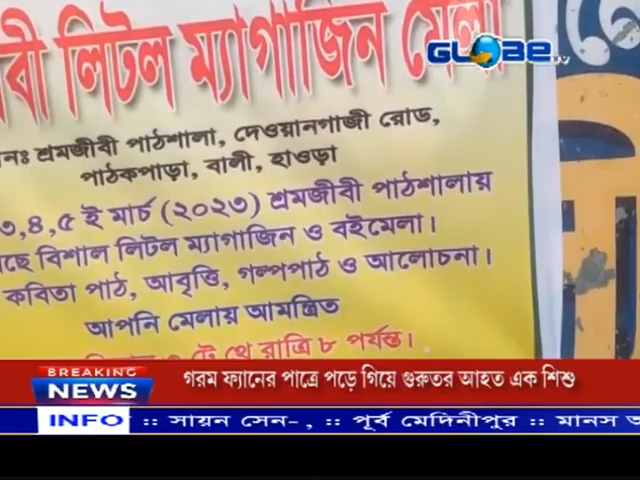 লিটল ম্যাগাজিন মেলা
GLOBE TV
শ্রমজীবী পাঠশালা, দেওয়ানগাজী রোড,
পাঠকপাড়া, বালী, হাওড়া
৩,৪,৫ ই মার্চ (২০২৩) শ্রমজীবী পাঠশালায়
বিশাল লিটল ম্যাগাজিন ও বইমেলা।
কবিতা পাঠ, আবৃত্তি, গল্পপাঠ ও আলোচনা।
আপনি মেলায় আমন্ত্রিত
টে থে রাত্রি ৮ পর্যন্ত।
BREAKING
NEWS
গরম ফ্যানের পাত্রে পড়ে গিয়ে গুরুতর আহত এক শিশু
INFO
:: সায়ন সেন-, :: পূর্ব মেদিনীপুর :: মানস